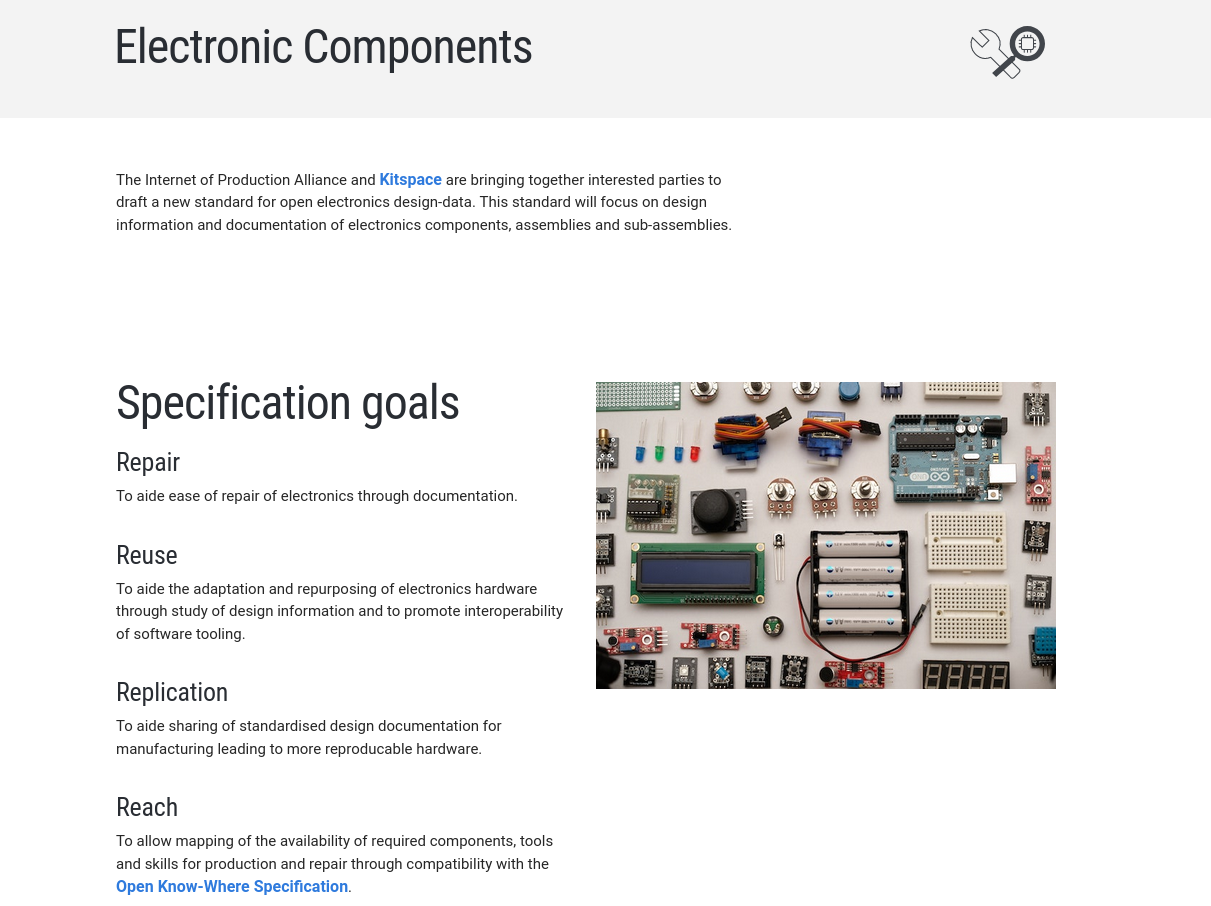 Electronic Components
The Internet of Production Alliance and Kitspace are bringing together interested parties to
draft a new standard for open electronics design-data. This standard will focus on design
information and documentation of electronics components, assemblies and sub-assemblies.
Specification goals
Repair
To aide ease of repair of electronics through documentation.
Reuse
To aide the adaptation and repurposing of electronics hardware
through study of design information and to promote interoperability
of software tooling.
Replication
To aide sharing of standardised design documentation for
manufacturing leading to more reproducable hardware.
Reach
To allow mapping of the availability of required components, tools
and skills for production and repair through compatibility with the
Open Know-Where Specification.